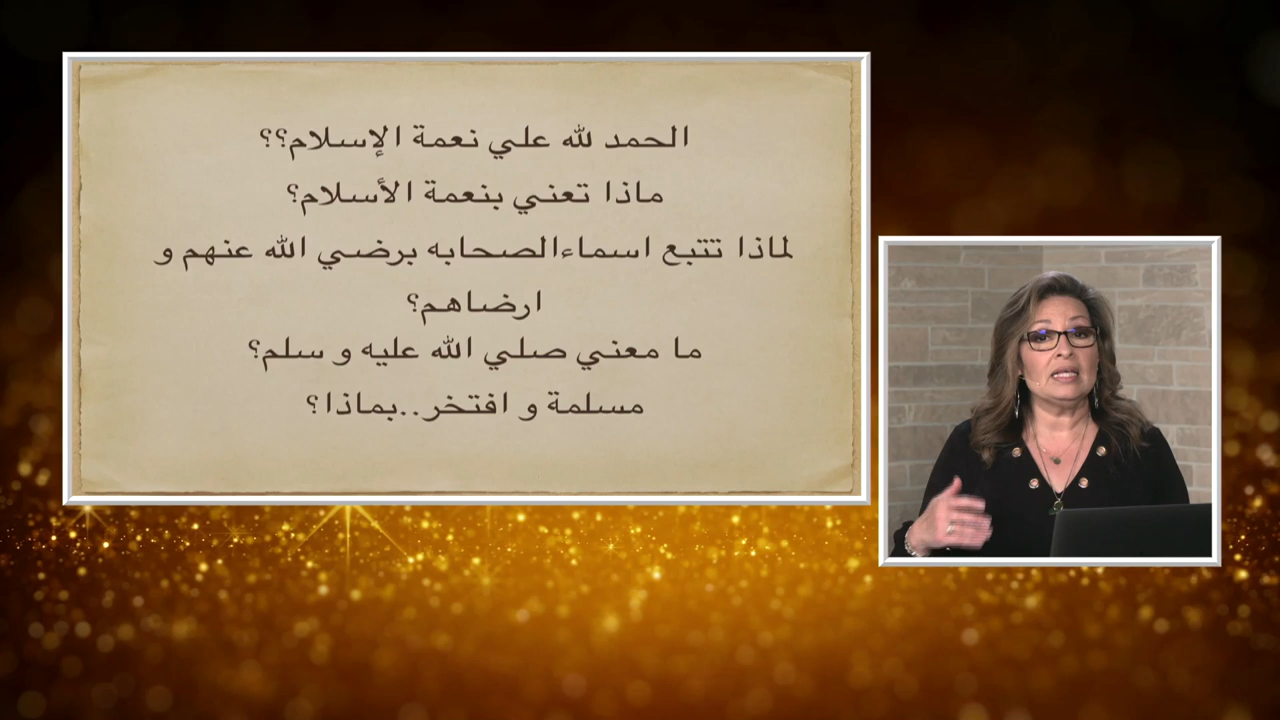 الحمد لله علي نعمة الإسلام؟؟
ماذا تعني بنعمة الأسلام؟
لماذا تتبع اسماءالصحابه برضي الله عنهم و
ارضاهم؟
ما معني صلي الله عليه و سلم؟
مسلمة و افتخر..بماذا؟